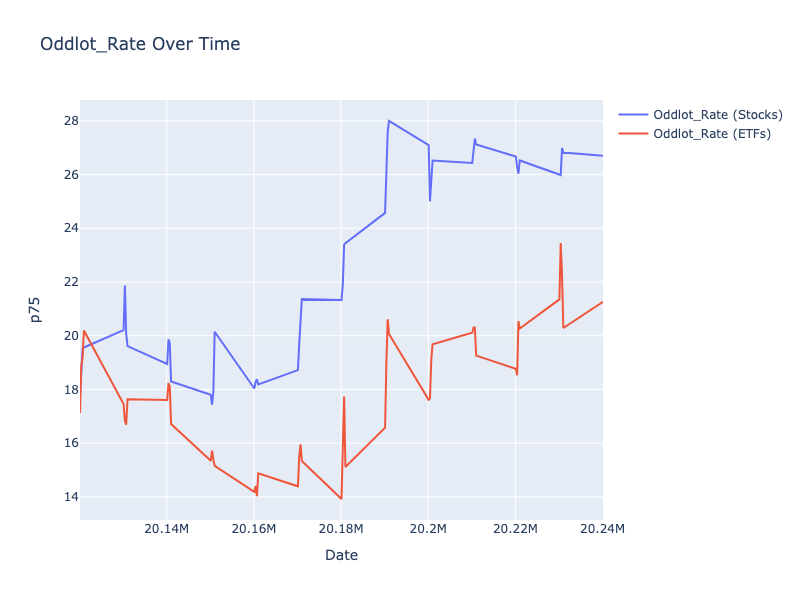 Oddlot_Rate Over Time
Oddlot_Rate (Stocks)
Oddlot_Rate (ETFs)
28
26
24
22
20
18
16
14
p75
20.14M
20.16M
20.18M
20.2M
20.22M
20.24M
Date